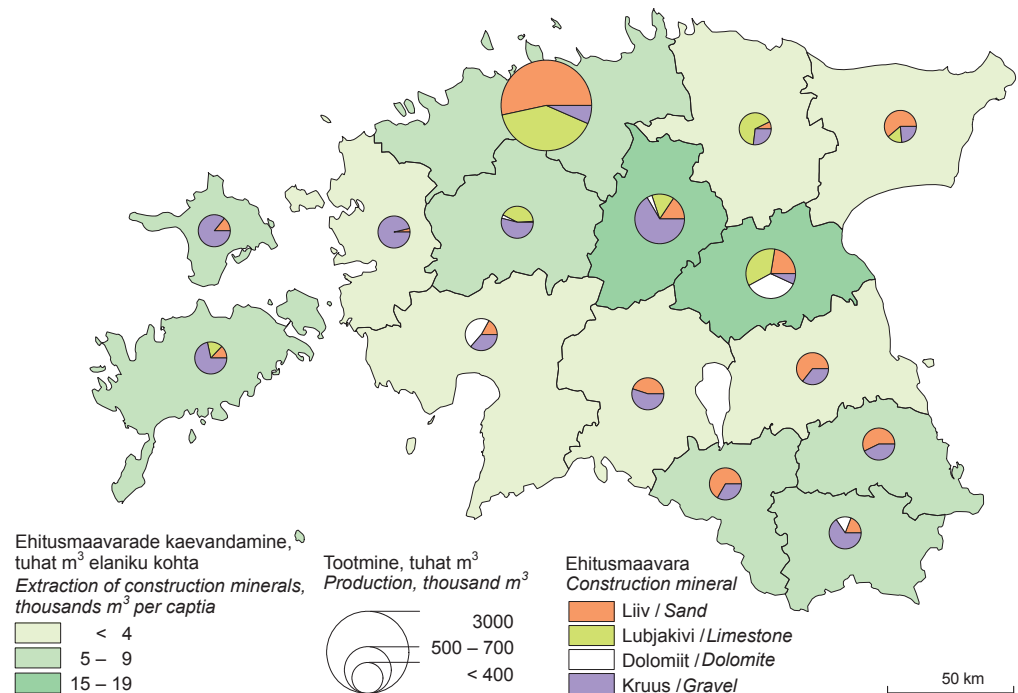 Ehitusmaavarade kaevandamine,
tuhat m³ elaniku kohta
Extraction of construction minerals,
thousands m³ per captia
< 4
5 – 9
15 – 19
Tootmine, tuhat m³
Production, thousand m³
3000
500 – 700
< 400
Ehitusmaavara
Construction mineral
Liiv / Sand
Lubjakivi / Limestone
Dolomiit / Dolomite
Kruus / Gravel
50 km